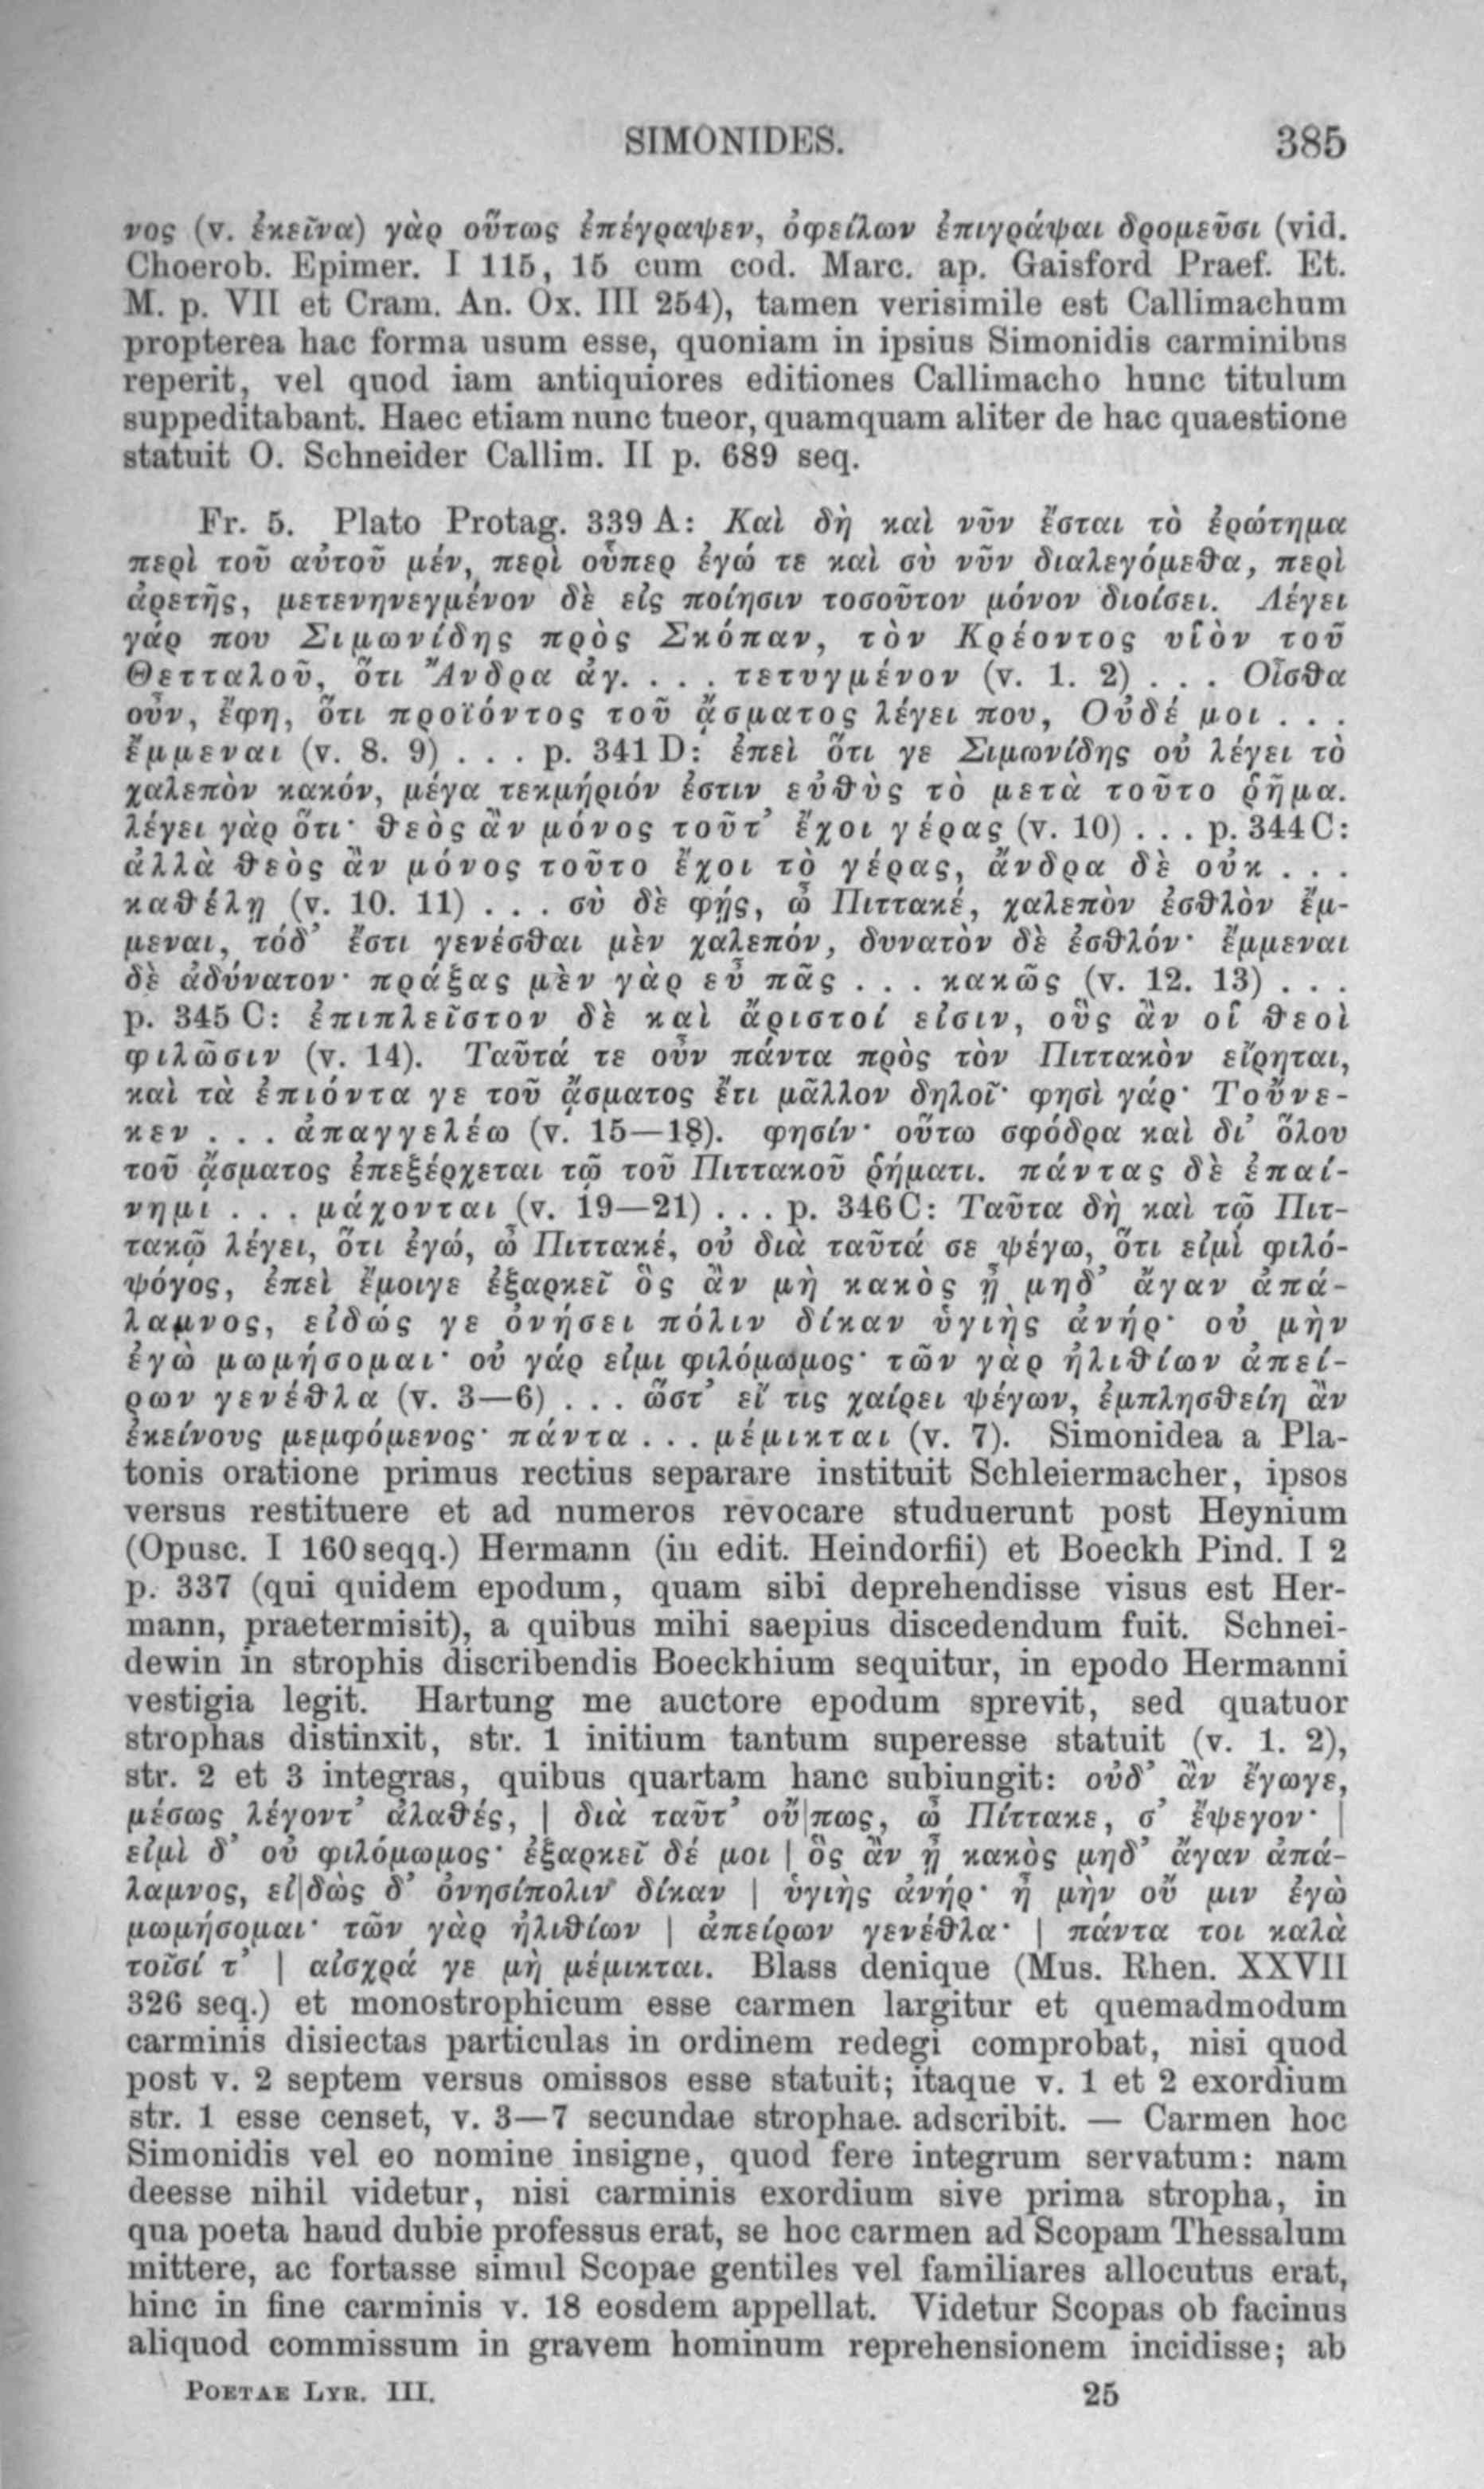 SIMONIDES. 385
νος (v. ἐκεῖνα) γὰρ οὕτως ἐπέγραψεν, ὀφείλων ἐπιγράψαι δρομεῦσι (vid.
Choerob. Epimer. I 115, 15 cum cod. Marc. ap. Gaisford Praef. Et.
M. p. VII et Cram. An. Ox. III 254), tamen verisimile est Callimachum
propterea hac forma usum esse, quoniam in ipsius Simonidis carminibus
reperit, vel quod iam antiquiores editiones Callimacho hunc titulum
suppeditabant. Haec etiam nunc tueor, quamquam aliter de hac quaestione
statuit O. Schneider Callim. II p. 689 seq.
Fr. 5. Plato Protag. 339 A: Καὶ δὴ καὶ νῦν ἔσται τὸ ἐρώτημα
περὶ τοῦ αὐτοῦ μέν, περὶ οὗπερ ἐγώ τε καὶ σὺ νῦν διαλεγόμεθα, περὶ
ἀρετῆς, μετενηνεγμένον δὲ εἰς ποίησιν τοσοῦτον μόνον διοίσει. Λέγει
γάρ που Σιμωνίδης πρὸς Σκόπαν, τὸν Κρέοντος υἱὸν τοῦ
Θετταλοῦ, ὅτι Ἄνδρα ἀγ. . . . τετυγμένον (v. 1. 2) . . . Οἶσθα
οὖν, ἔφη, ὅτι προϊόντος τοῦ ᾄσματος λέγει που, Οὐδέ μοι . . .
ἔμμεναι (v. 8. 9) . . . p. 341 D: ἐπεὶ ὅτι γε Σιμωνίδης οὐ λέγει τὸ
χαλεπὸν κακόν, μέγα τεκμήριόν ἐστιν εὐθὺς τὸ μετὰ τοῦτο ῥῆμα.
λέγει γὰρ ὅτι· θεὸς ἂν μόνος τοῦτ’ ἔχοι γέρας (v. 10) . . . p. 344 C:
ἀλλὰ θεὸς ἂν μόνος τοῦτο ἔχοι τὸ γέρας, ἄνδρα δὲ οὐκ . . .
καθέλῃ (v. 10. 11) . . . σὺ δὲ φῄς, ὦ Πιττακέ, χαλεπὸν ἐσθλὸν ἔμ-
μεναι, τόδ’ ἔστι γενέσθαι μὲν χαλεπόν, δυνατὸν δὲ ἐσθλόν· ἔμμεναι
δὲ ἀδύνατον· πράξας μὲν γὰρ εὖ πᾶς . . . κακῶς (v. 12. 13) . . .
p. 345 C: ἐπιπλεῖστον δὲ καὶ ἄριστοί εἰσιν, οὓς ἂν οἱ θεοὶ
φιλῶσιν (v. 14). Ταῦτά τε οὖν πάντα πρὸς τὸν Πιττακὸν εἴρηται,
καὶ τὰ ἐπιόντα γε τοῦ ᾄσματος ἔτι μᾶλλον δηλοῖ· φησὶ γάρ· Τοὔνε-
κεν . . . ἀπαγγελέω (v. 15—18). φησίν· οὕτω σφόδρα καὶ δι’ ὅλου
τοῦ ᾄσματος ἐπεξέρχεται τῷ τοῦ Πιττακοῦ ῥήματι. πάντας δὲ ἐπαί-
νημι . . . μάχονται (v. 19—21) . . . p. 346 C: Ταῦτα δὴ καὶ τῷ Πιτ-
τακῷ λέγει, ὅτι ἐγώ, ὦ Πιττακέ, οὐ διὰ ταῦτά σε ψέγω, ὅτι εἰμὶ φιλό-
ψόγος, ἐπεὶ ἔμοιγε ἐξαρκεῖ ὃς ἂν μὴ κακὸς ᾖ μηδ’ ἄγαν ἀπά-
λαμνος, εἰδώς γε ὀνήσει πόλιν δίκαν ὑγιὴς ἀνήρ· οὐ μὴν
ἐγὼ μωμήσομαι· οὐ γάρ εἰμι φιλόμωμος· τῶν γὰρ ἠλιθίων ἀπεί-
ρων γενέθλα (v. 3—6) . . . ὥστ’ εἴ τις χαίρει ψέγων, ἐμπλησθείη ἂν
ἐκείνους μεμφόμενος· πάντα . . . μέμικται (v. 7). Simonidea a Pla-
tonis oratione primus rectius separare instituit Schleiermacher, ipsos
versus restituere et ad numeros revocare studuerunt post Heynium
(Opusc. I 160 seqq.) Hermann (in edit. Heindorfii) et Boeckh Pind. I 2
p. 337 (qui quidem epodum, quam sibi deprehendisse visus est Her-
mann, praetermisit), a quibus mihi saepius discedendum fuit. Schnei-
dewin in strophis discribendis Boeckhium sequitur, in epodo Hermanni
vestigia legit. Hartung me auctore epodum sprevit, sed quatuor
strophas distinxit, str. 1 initium tantum superesse statuit (v. 1. 2),
str. 2 et 3 integras, quibus quartam hanc subiungit: οὐδ’ ἂν ἔγωγε,
μέσως λέγοντ’ ἀλαθές, | διὰ ταῦτ’ οὔ|πως, ὦ Πίττακε, σ’ ἔψεγον· |
εἰμὶ δ’ οὐ φιλόμωμος· ἐξαρκεῖ δέ μοι | ὃς ἂν ᾖ κακὸς μηδ’ ἄγαν ἀπά-
λαμνος, εἰ|δὼς δ’ ὀνησίπολιν δίκαν | ὑγιὴς ἀνήρ· ἦ μὴν οὔ μιν ἐγὼ
μωμήσομαι· τῶν γὰρ ἠλιθίων | ἀπείρων γενέθλα· | πάντα τοι καλὰ
τοῖσί τ’ | αἰσχρά γε μὴ μέμικται. Blass denique (Mus. Rhen. XXVII
326 seq.) et monostrophicum esse carmen largitur et quemadmodum
carminis disiectas particulas in ordinem redegi comprobat, nisi quod
post v. 2 septem versus omissos esse statuit; itaque v. 1 et 2 exordium
str. 1 esse censet, v. 3—7 secundae strophae. adscribit. — Carmen hoc
Simonidis vel eo nomine insigne, quod fere integrum servatum: nam
deesse nihil videtur, nisi carminis exordium sive prima stropha, in
qua poeta haud dubie professus erat, se hoc carmen ad Scopam Thessalum
mittere, ac fortasse simul Scopae gentiles vel familiares allocutus erat,
hinc in fine carminis v. 18 eosdem appellat. Videtur Scopas ob facinus
aliquod commissum in gravem hominum reprehensionem incidisse; ab
POETAE LYR. III. 25